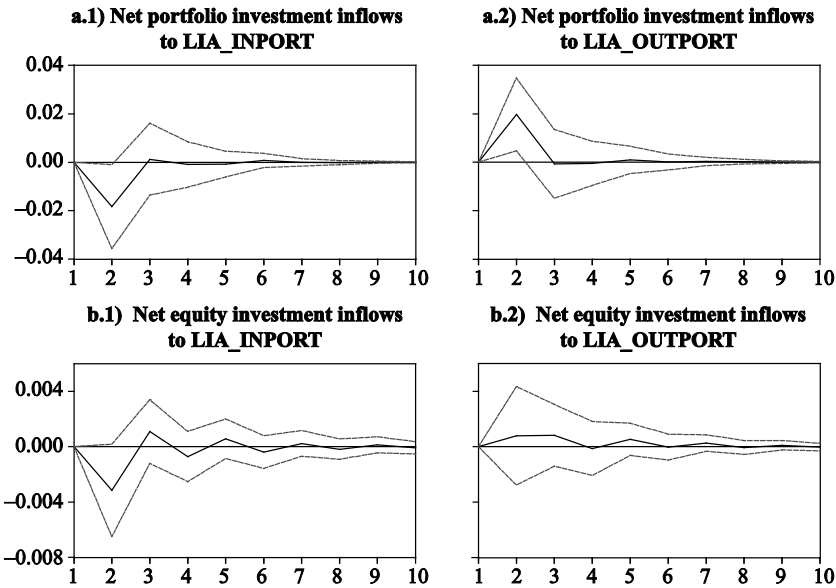 a.1) Net portfolio investment inflows
to LIA_INPORT
a.2) Net portfolio investment inflows
to LIA_OUTPORT
0.04
0.02
0.00
–0.02
–0.04
1 2 3 4 5 6 7 8 9 10
1 2 3 4 5 6 7 8 9 10
b.1) Net equity investment inflows
to LIA_INPORT
b.2) Net equity investment inflows
to LIA_OUTPORT
0.004
0.000
–0.004
–0.008
1 2 3 4 5 6 7 8 9 10
1 2 3 4 5 6 7 8 9 10